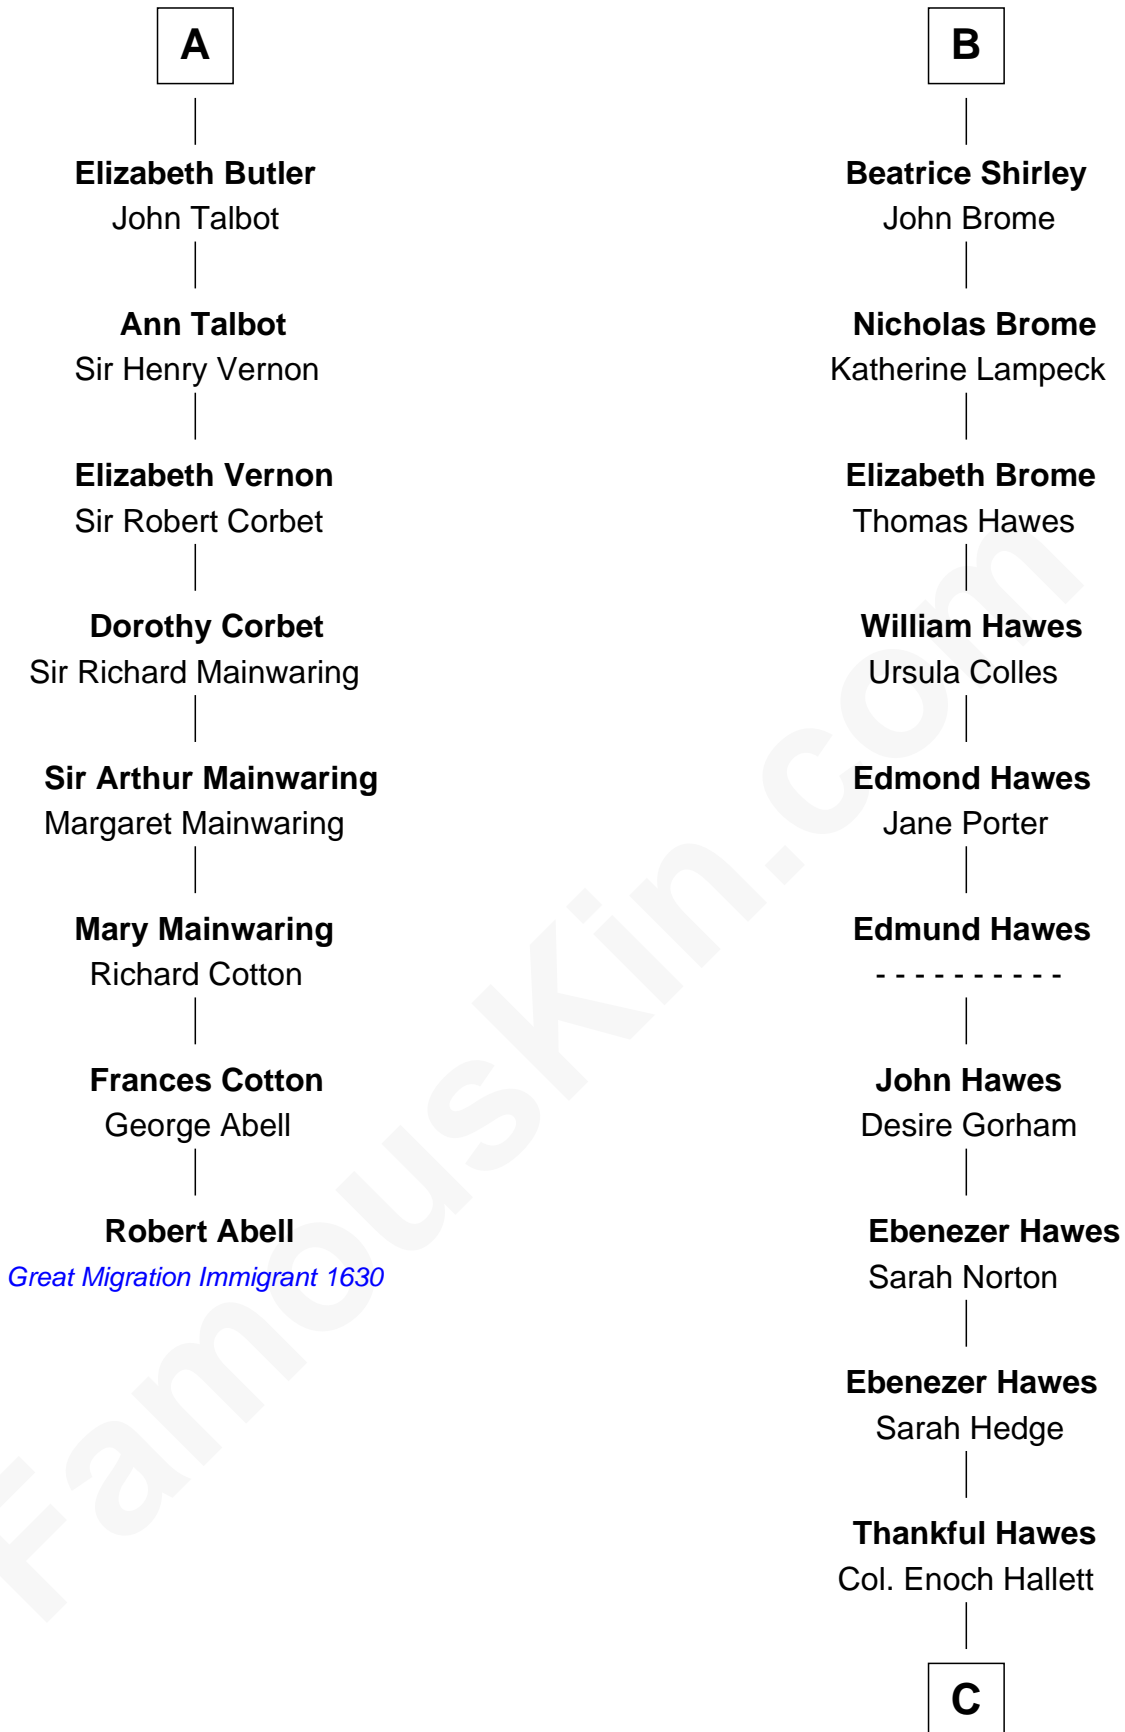 A
Elizabeth Butler
John Talbot
Ann Talbot
Sir Henry Vernon
Elizabeth Vernon
Sir Robert Corbet
Dorothy Corbet
Sir Richard Mainwaring
Sir Arthur Mainwaring
Margaret Mainwaring
Mary Mainwaring
Richard Cotton
Frances Cotton
George Abell
Robert Abell
Great Migration Immigrant 1630
B
Beatrice Shirley
John Brome
Nicholas Brome
Katherine Lampeck
Elizabeth Brome
Thomas Hawes
William Hawes
Ursula Colles
Edmond Hawes
Jane Porter
Edmund Hawes
- - - - - - - - - -
John Hawes
Desire Gorham
Ebenezer Hawes
Sarah Norton
Ebenezer Hawes
Sarah Hedge
Thankful Hawes
Col. Enoch Hallett
C
FamousKin.com